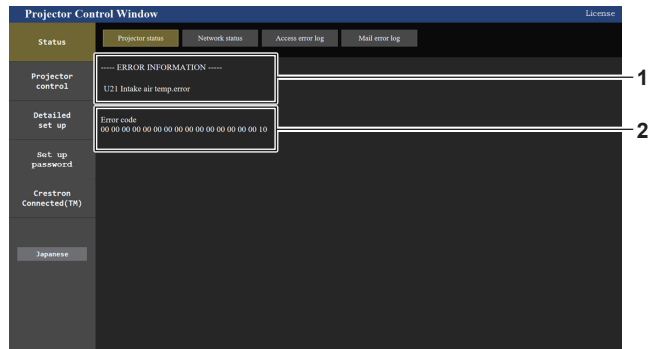 Projector Control Window
License
Status
Projector status
Network status
Access error log
Mail error log
----- ERROR INFORMATION -----
U21 Intake air temp.error
1
Projector
control
Error code
00 00 00 00 00 00 00 00 00 00 00 00 00 00 00 10
2
Detailed
set up
Set up
password
Crestron
Connected(TM)
Japanese